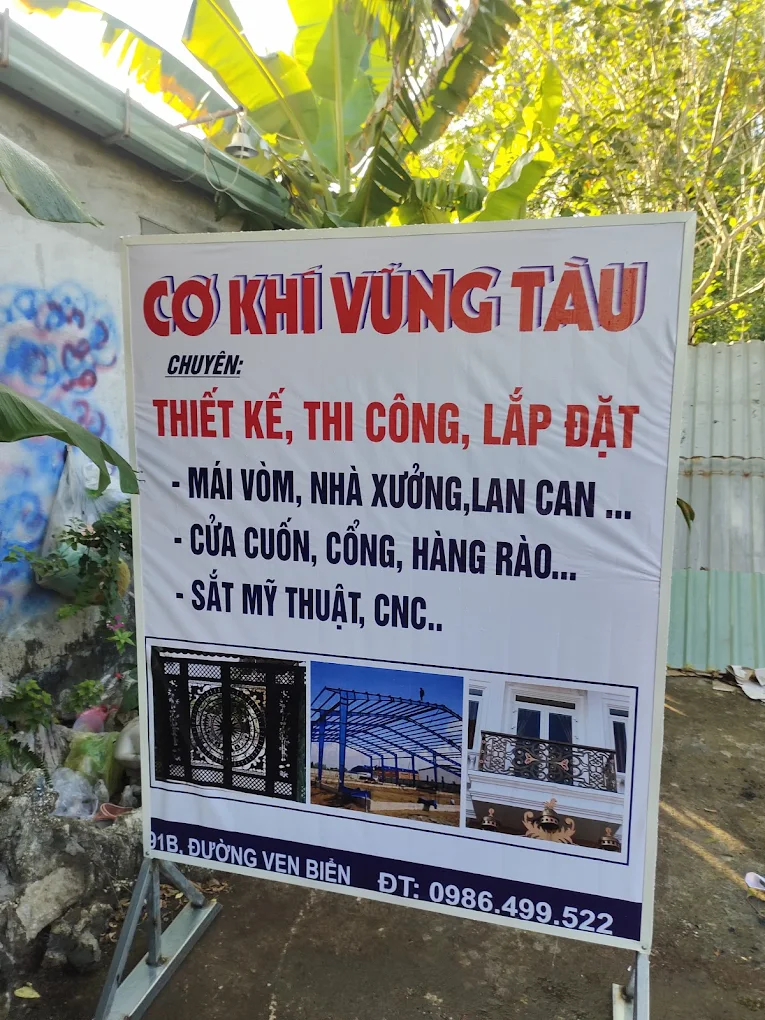 CƠ KHÍ VŨNG TÀU
CHUYÊN:
THIẾT KẾ, THI CÔNG, LẮP ĐẶT
- MÁI VÒM, NHÀ XƯỞNG,LAN CAN ...
- CỬA CUỐN, CỔNG, HÀNG RÀO...
- SẮT MỸ THUẬT, CNC..
91B, ĐƯỜNG VEN BIỂN ĐT: 0986.499.522